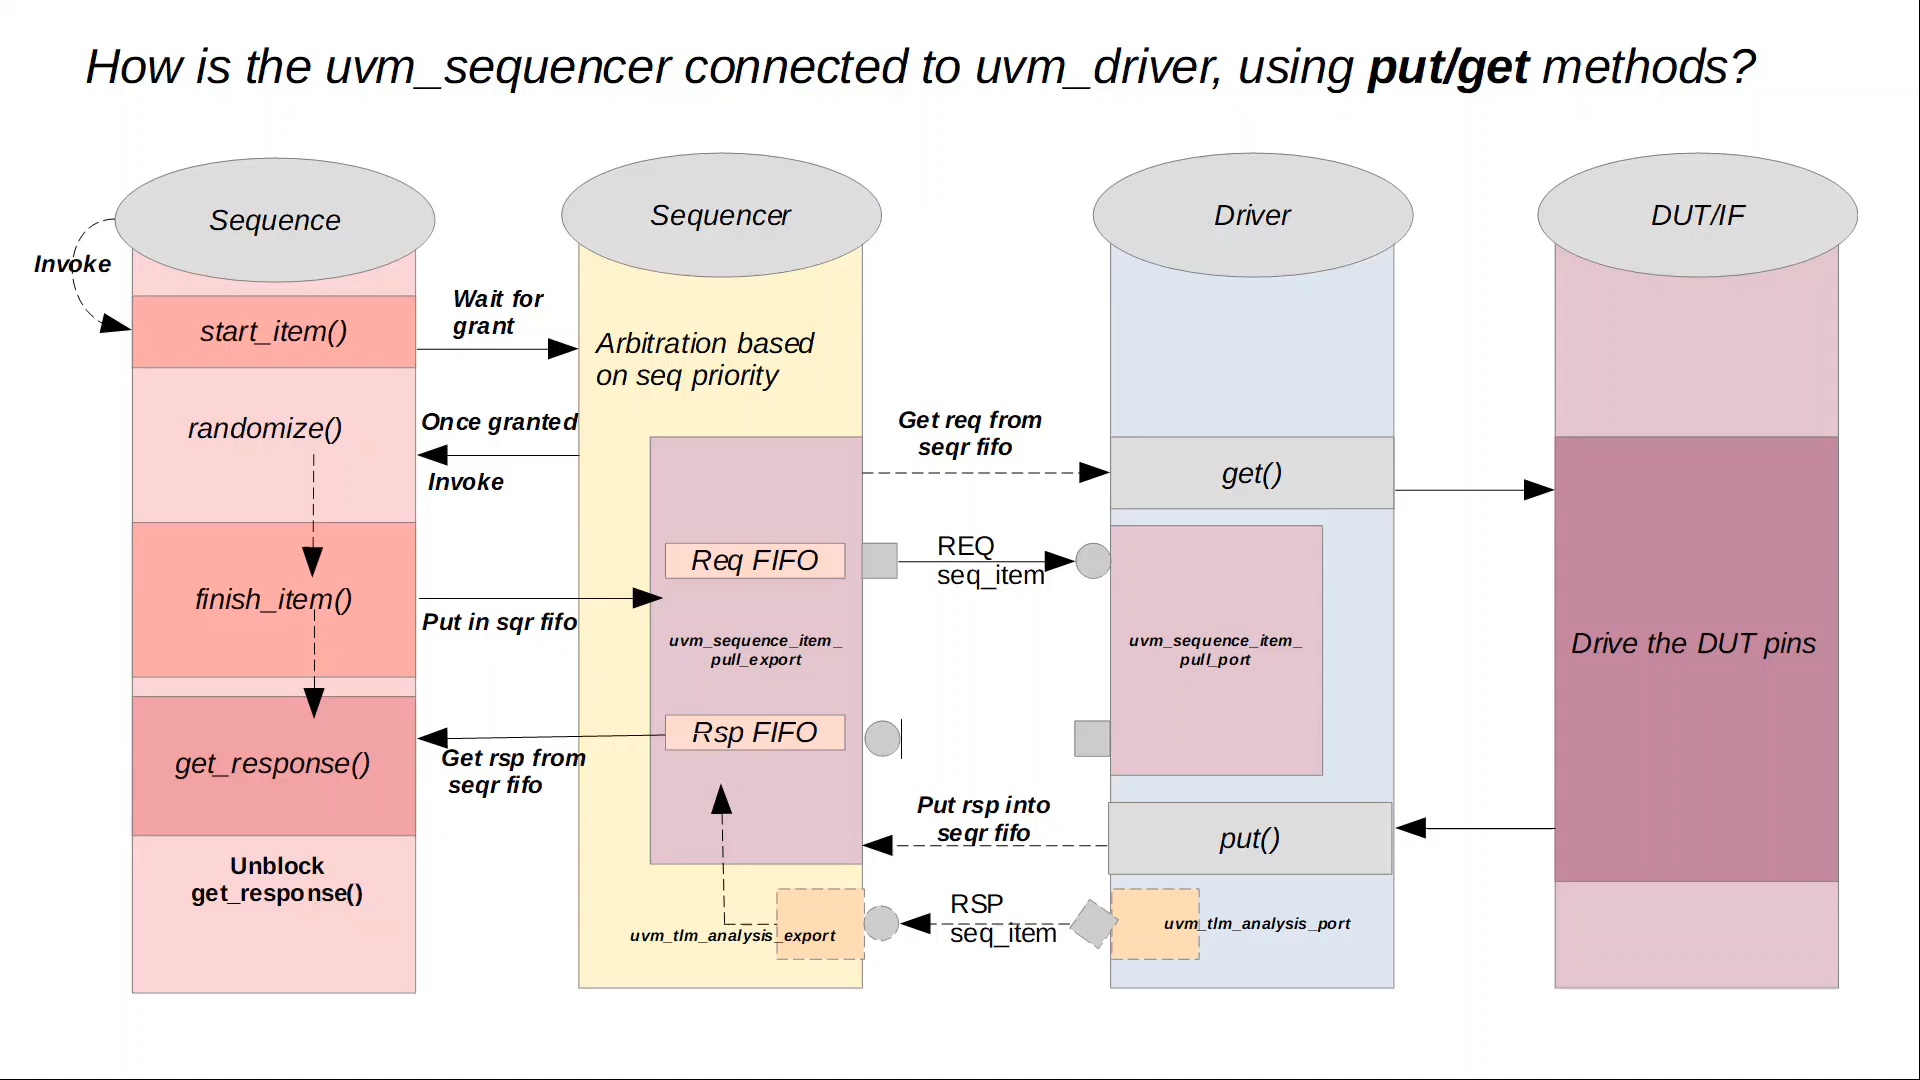 How is the uvm_sequencer connected to uvm_driver, using put/get methods?
Sequence
Sequencer
Driver
DUT/IF
Invoke
start_item()
Wait for
grant
Arbitration based
on seq priority
randomize()
Once granted
Invoke
Get req from
seqr fifo
get()
Req FIFO
REQ
seq_item
finish_item()
Put in sqr fifo
uvm_sequence_item_
pull_export
uvm_sequence_item_
pull_port
Drive the DUT pins
Rsp FIFO
get_response()
Get rsp from
seqr fifo
Put rsp into
seqr fifo
put()
Unblock
get_response()
RSP
seq_item
uvm_tlm_analysis_export
uvm_tlm_analysis_port